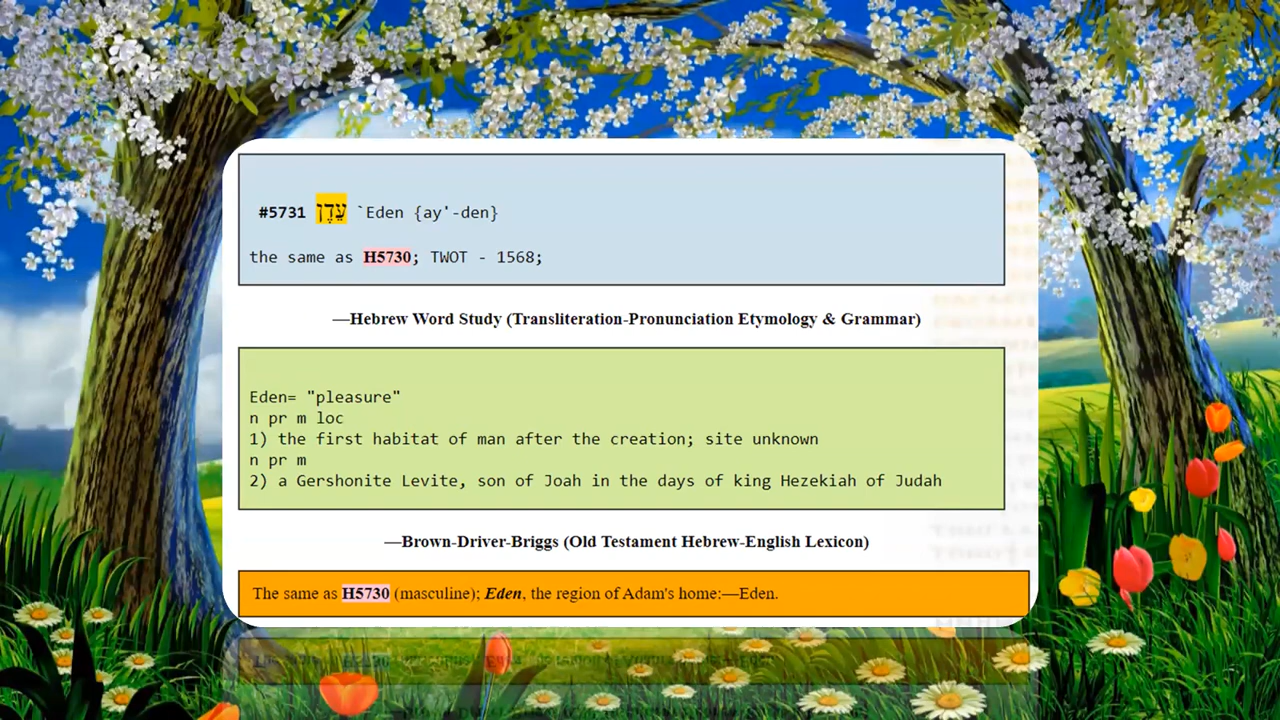 #5731 עֵדֶן `Eden {ay'-den}
the same as H5730; TWOT - 1568;
—Hebrew Word Study (Transliteration-Pronunciation Etymology & Grammar)
Eden= "pleasure"
n pr m loc
1) the first habitat of man after the creation; site unknown
n pr m
2) a Gershonite Levite, son of Joah in the days of king Hezekiah of Judah
—Brown-Driver-Briggs (Old Testament Hebrew-English Lexicon)
The same as H5730 (masculine); Eden, the region of Adam's home:—Eden.